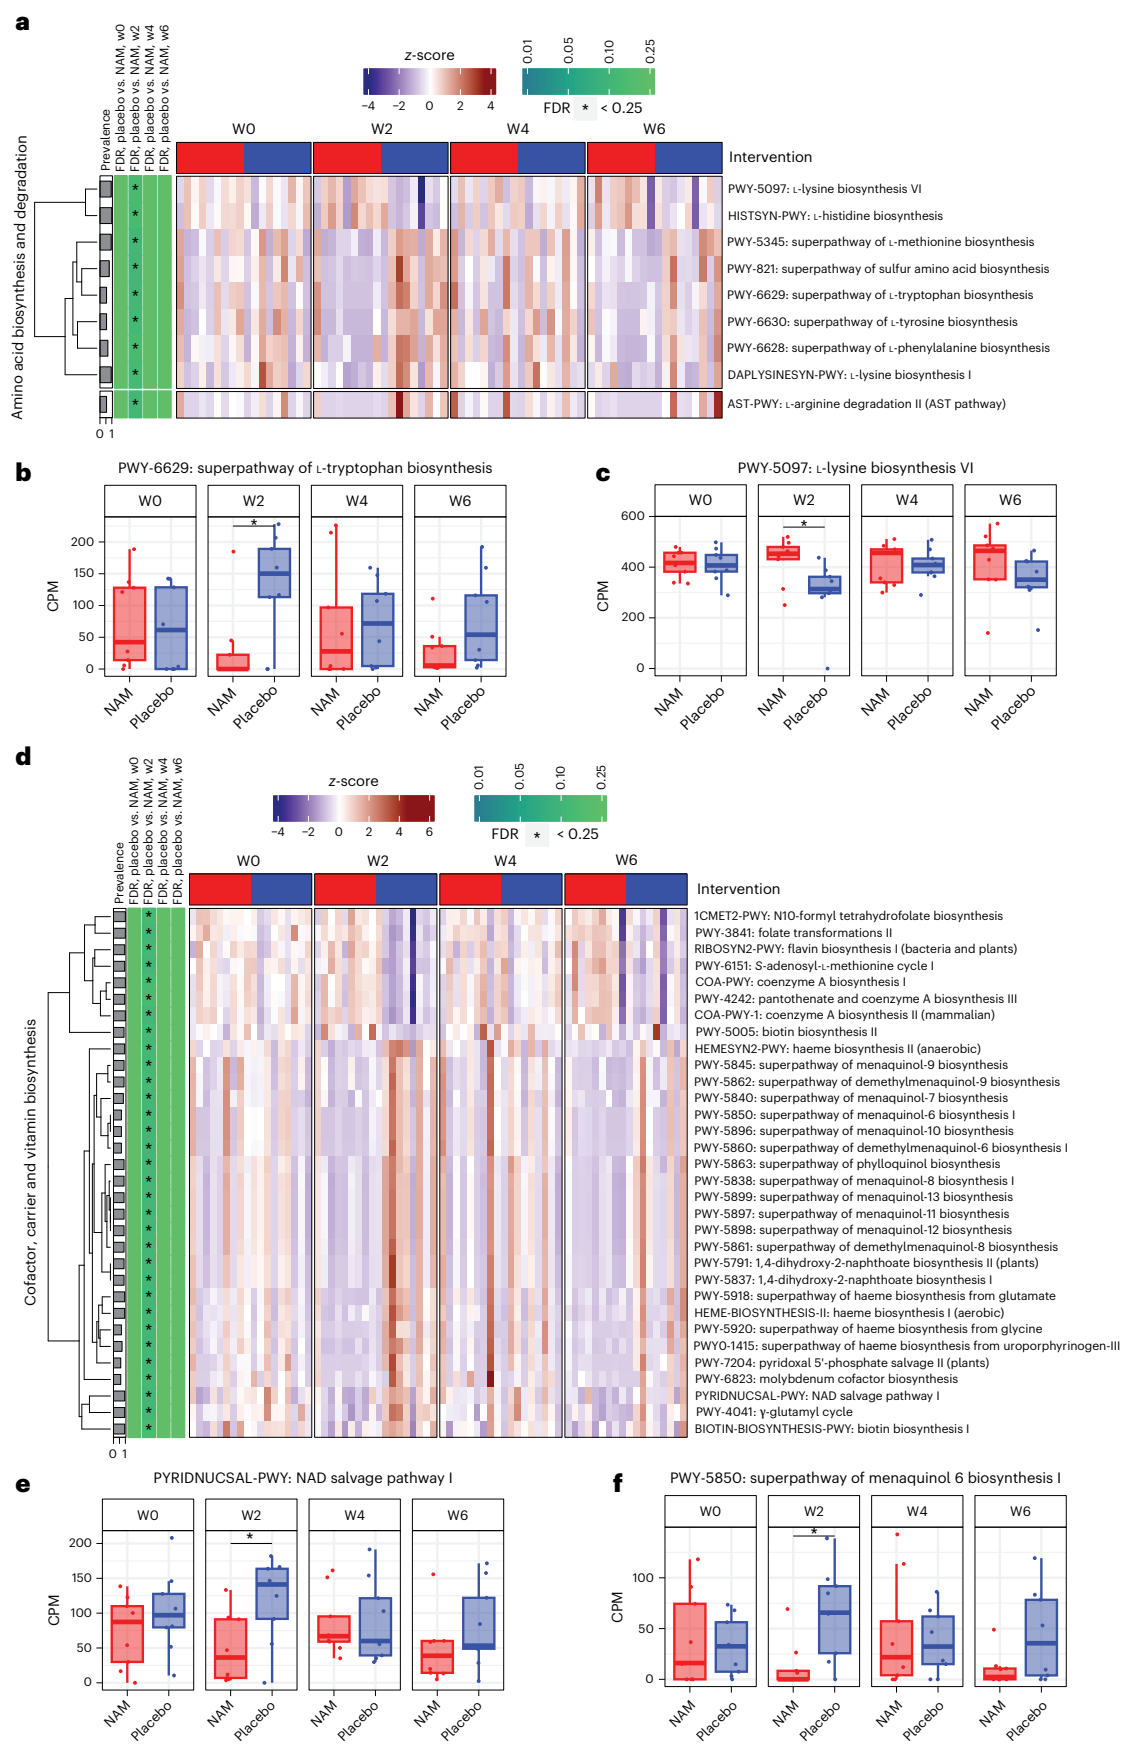 a
Amino acid biosynthesis and degradation
Prevalence
FDR, placebo vs. NAM, w0
FDR, placebo vs. NAM, w2
FDR, placebo vs. NAM, w4
FDR, placebo vs. NAM, w6
z-score
−4 −2 0 2 4
0.01 0.05 0.10 0.25
FDR * < 0.25
W0 W2 W4 W6
Intervention
* PWY-5097: L-lysine biosynthesis VI
* HISTSYN-PWY: L-histidine biosynthesis
* PWY-5345: superpathway of L-methionine biosynthesis
* PWY-821: superpathway of sulfur amino acid biosynthesis
* PWY-6629: superpathway of L-tryptophan biosynthesis
* PWY-6630: superpathway of L-tyrosine biosynthesis
* PWY-6628: superpathway of L-phenylalanine biosynthesis
* DAPLYSINESYN-PWY: L-lysine biosynthesis I
* AST-PWY: L-arginine degradation II (AST pathway)
0 1
b
PWY-6629: superpathway of L-tryptophan biosynthesis
W0 W2 W4 W6
*
CPM
200
150
100
50
0
NAM Placebo NAM Placebo NAM Placebo NAM Placebo
c
PWY-5097: L-lysine biosynthesis VI
W0 W2 W4 W6
*
CPM
600
400
200
0
NAM Placebo NAM Placebo NAM Placebo NAM Placebo
d
Cofactor, carrier and vitamin biosynthesis
Prevalence
FDR, placebo vs. NAM, w0
FDR, placebo vs. NAM, w2
FDR, placebo vs. NAM, w4
FDR, placebo vs. NAM, w6
z-score
−4 −2 0 2 4 6
0.01 0.05 0.10 0.25
FDR * < 0.25
W0 W2 W4 W6
Intervention
* 1CMET2-PWY: N10-formyl tetrahydrofolate biosynthesis
* PWY-3841: folate transformations II
* RIBOSYN2-PWY: flavin biosynthesis I (bacteria and plants)
* PWY-6151: S-adenosyl-L-methionine cycle I
* COA-PWY: coenzyme A biosynthesis I
* PWY-4242: pantothenate and coenzyme A biosynthesis III
* COA-PWY-1: coenzyme A biosynthesis II (mammalian)
* PWY-5005: biotin biosynthesis II
* HEMESYN2-PWY: haeme biosynthesis II (anaerobic)
* PWY-5845: superpathway of menaquinol-9 biosynthesis
* PWY-5862: superpathway of demethylmenaquinol-9 biosynthesis
* PWY-5840: superpathway of menaquinol-7 biosynthesis
* PWY-5850: superpathway of menaquinol-6 biosynthesis I
* PWY-5896: superpathway of menaquinol-10 biosynthesis
* PWY-5860: superpathway of demethylmenaquinol-6 biosynthesis I
* PWY-5863: superpathway of phylloquinol biosynthesis
* PWY-5838: superpathway of menaquinol-8 biosynthesis I
* PWY-5899: superpathway of menaquinol-13 biosynthesis
* PWY-5897: superpathway of menaquinol-11 biosynthesis
* PWY-5898: superpathway of menaquinol-12 biosynthesis
* PWY-5861: superpathway of demethylmenaquinol-8 biosynthesis
* PWY-5791: 1,4-dihydroxy-2-naphthoate biosynthesis II (plants)
* PWY-5837: 1,4-dihydroxy-2-naphthoate biosynthesis I
* PWY-5918: superpathway of haeme biosynthesis from glutamate
* HEME-BIOSYNTHESIS-II: haeme biosynthesis I (aerobic)
* PWY-5920: superpathway of haeme biosynthesis from glycine
* PWY0-1415: superpathway of haeme biosynthesis from uroporphyrinogen-III
* PWY-7204: pyridoxal 5'-phosphate salvage II (plants)
* PWY-6823: molybdenum cofactor biosynthesis
* PYRIDNUCSAL-PWY: NAD salvage pathway I
* PWY-4041: γ-glutamyl cycle
* BIOTIN-BIOSYNTHESIS-PWY: biotin biosynthesis I
0 1
e
PYRIDNUCSAL-PWY: NAD salvage pathway I
W0 W2 W4 W6
*
CPM
200
150
100
50
0
NAM Placebo NAM Placebo NAM Placebo NAM Placebo
f
PWY-5850: superpathway of menaquinol 6 biosynthesis I
W0 W2 W4 W6
*
CPM
100
50
0
NAM Placebo NAM Placebo NAM Placebo NAM Placebo